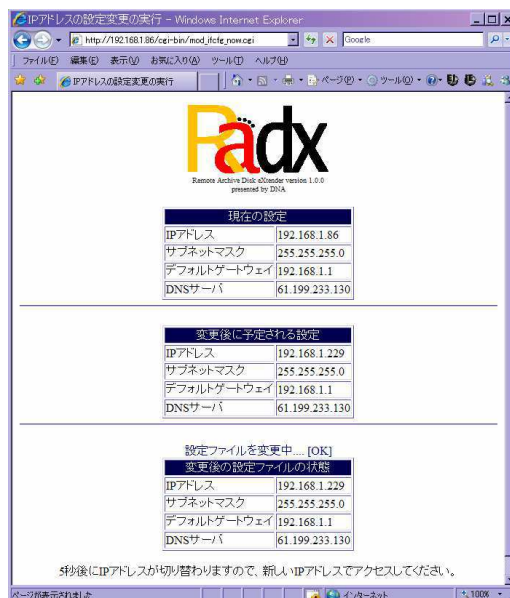 IPアドレスの設定変更の実行 - Windows Internet Explorer
http://192.168.1.86/cgi-bin/mod_ifcfg_now.cgi
Google
ファイル(F) 編集(E) 表示(V) お気に入り(A) ツール(T) ヘルプ(H)
IPアドレスの設定変更の実行
ページ(P) ツール(O)
Radx
Remote Archive Disk aXtender version 1.0.0
presented by DNA
現在の設定
IPアドレス 192.168.1.86
サブネットマスク 255.255.255.0
デフォルトゲートウェイ 192.168.1.1
DNSサーバ 61.199.233.130
変更後に予定される設定
IPアドレス 192.168.1.229
サブネットマスク 255.255.255.0
デフォルトゲートウェイ 192.168.1.1
DNSサーバ 61.199.233.130
設定ファイルを変更中.... [OK]
変更後の設定ファイルの状態
IPアドレス 192.168.1.229
サブネットマスク 255.255.255.0
デフォルトゲートウェイ 192.168.1.1
DNSサーバ 61.199.233.130
5秒後にIPアドレスが切り替わりますので、新しいIPアドレスでアクセスしてください。
ページが表示されました インターネット 100%